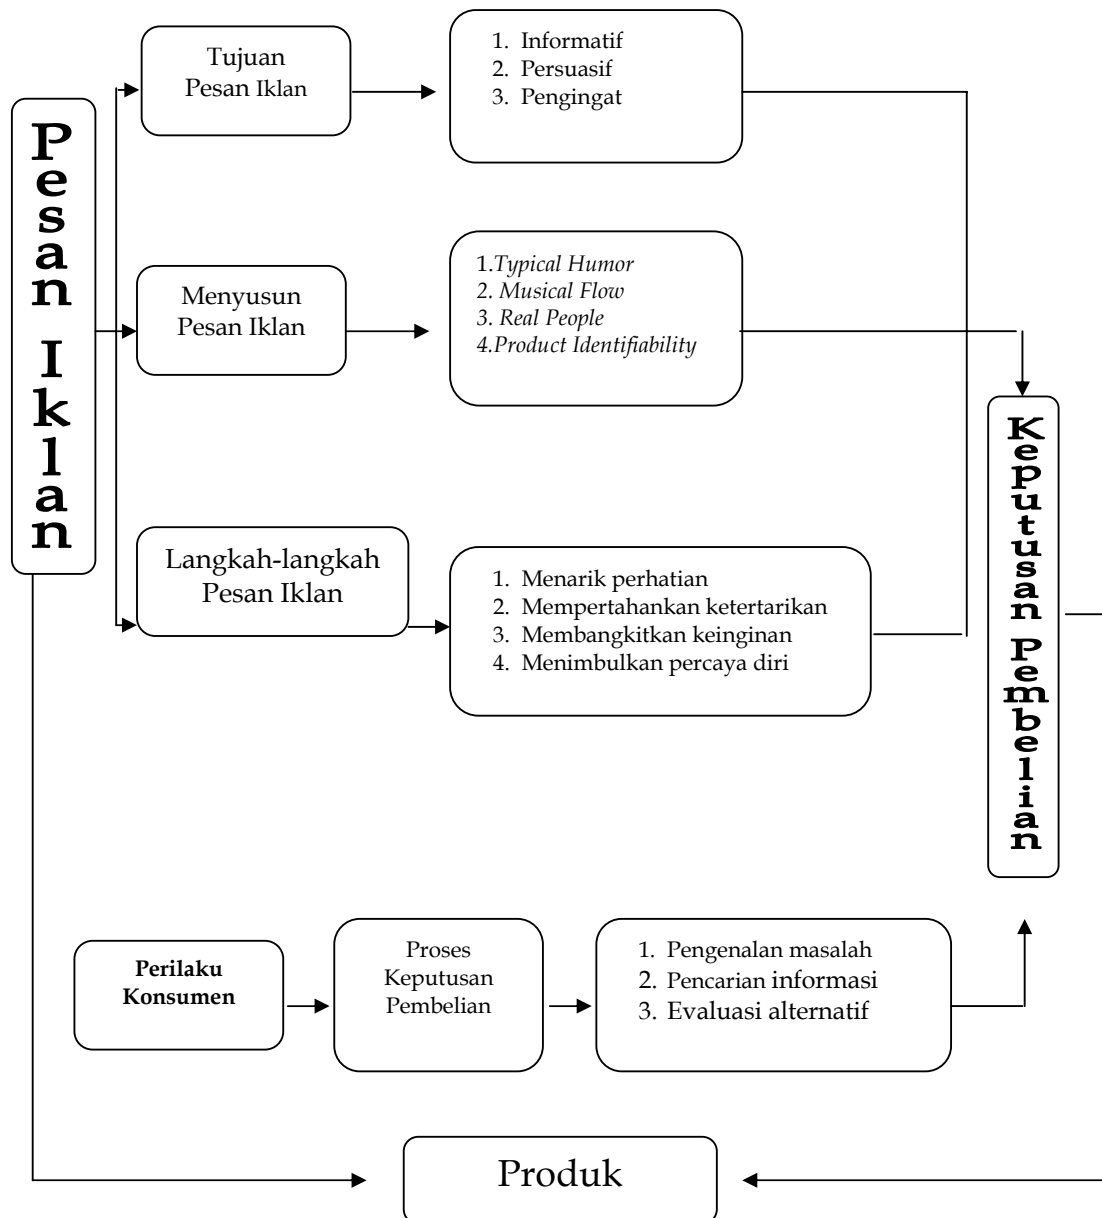 Pesan Iklan
Tujuan
Pesan Iklan
1. Informatif
2. Persuasif
3. Pengingat
Menyusun
Pesan Iklan
1.Typical Humor
2. Musical Flow
3. Real People
4.Product Identifiability
Langkah-langkah
Pesan Iklan
1. Menarik perhatian
2. Mempertahankan ketertarikan
3. Membangkitkan keinginan
4. Menimbulkan percaya diri
Keputusan Pembelian
Perilaku
Konsumen
Proses
Keputusan
Pembelian
1. Pengenalan masalah
2. Pencarian informasi
3. Evaluasi alternatif
Produk